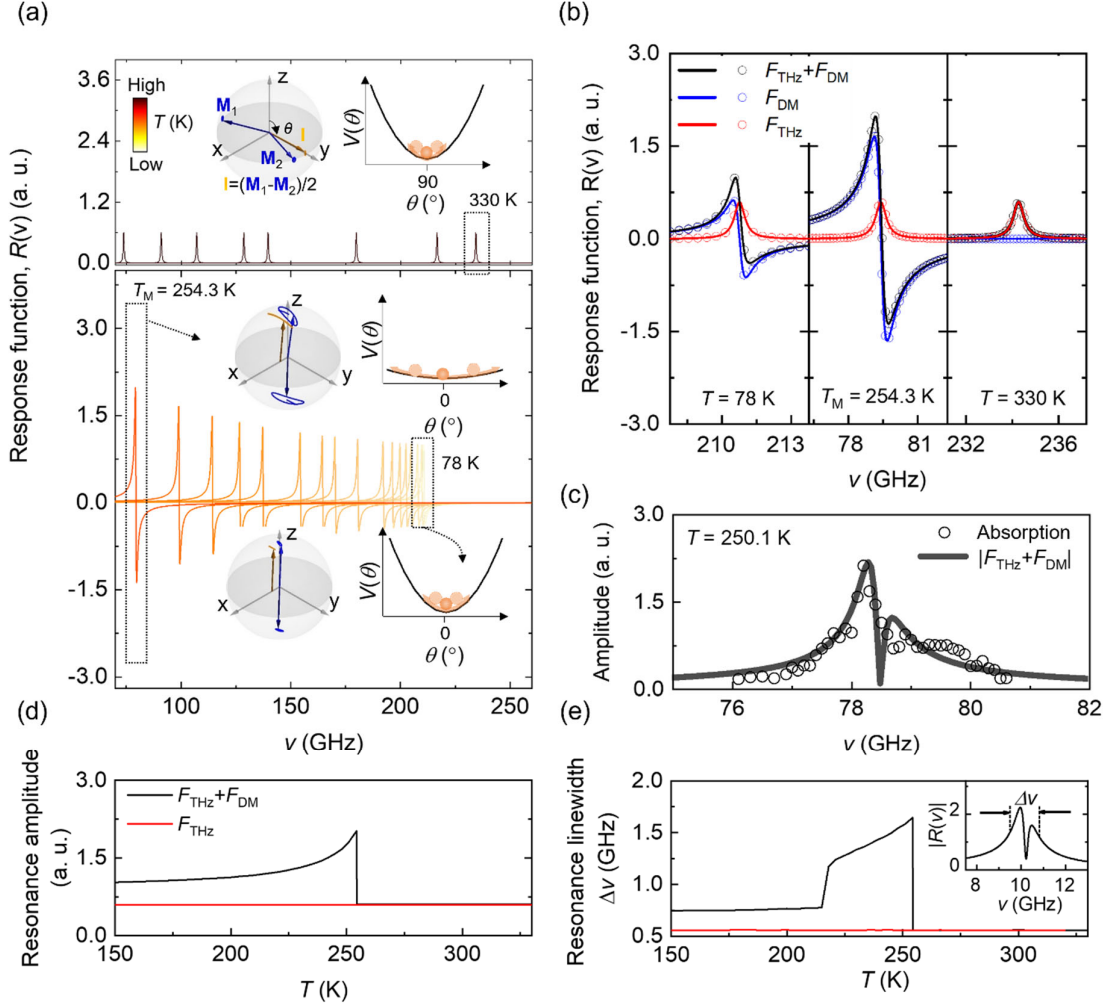 (a)
Response function, R(ν) (a. u.)
3.6
3.0
2.4
1.8
1.2
0.6
0.0
High
T (K)
Low
z
M1
θ
l
x
M2
y
l=(M1-M2)/2
V(θ)
90
θ (°)
330 K
TM = 254.3 K
3.0
1.5
0.0
-1.5
-3.0
z
x
y
V(θ)
0
θ (°)
78 K
z
x
y
V(θ)
0
θ (°)
100
150
200
250
ν (GHz)
(b)
Response function, R(ν) (a. u.)
3.0
1.5
0.0
-1.5
-3.0
FTHz+FDM
FDM
FTHz
T = 78 K
TM = 254.3 K
T = 330 K
210
213
78
81
232
236
ν (GHz)
(c)
Amplitude (a. u.)
3.0
1.5
0.0
T = 250.1 K
Absorption
|FTHz+FDM|
76
78
80
82
ν (GHz)
(d)
Resonance amplitude
(a. u.)
3.0
1.5
0.0
FTHz+FDM
FTHz
150
200
250
300
T (K)
(e)
Resonance linewidth
Δν (GHz)
2.0
1.5
1.0
0.5
|R(ν)|
2
0
Δν
8
10
12
ν (GHz)
150
200
250
300
T (K)